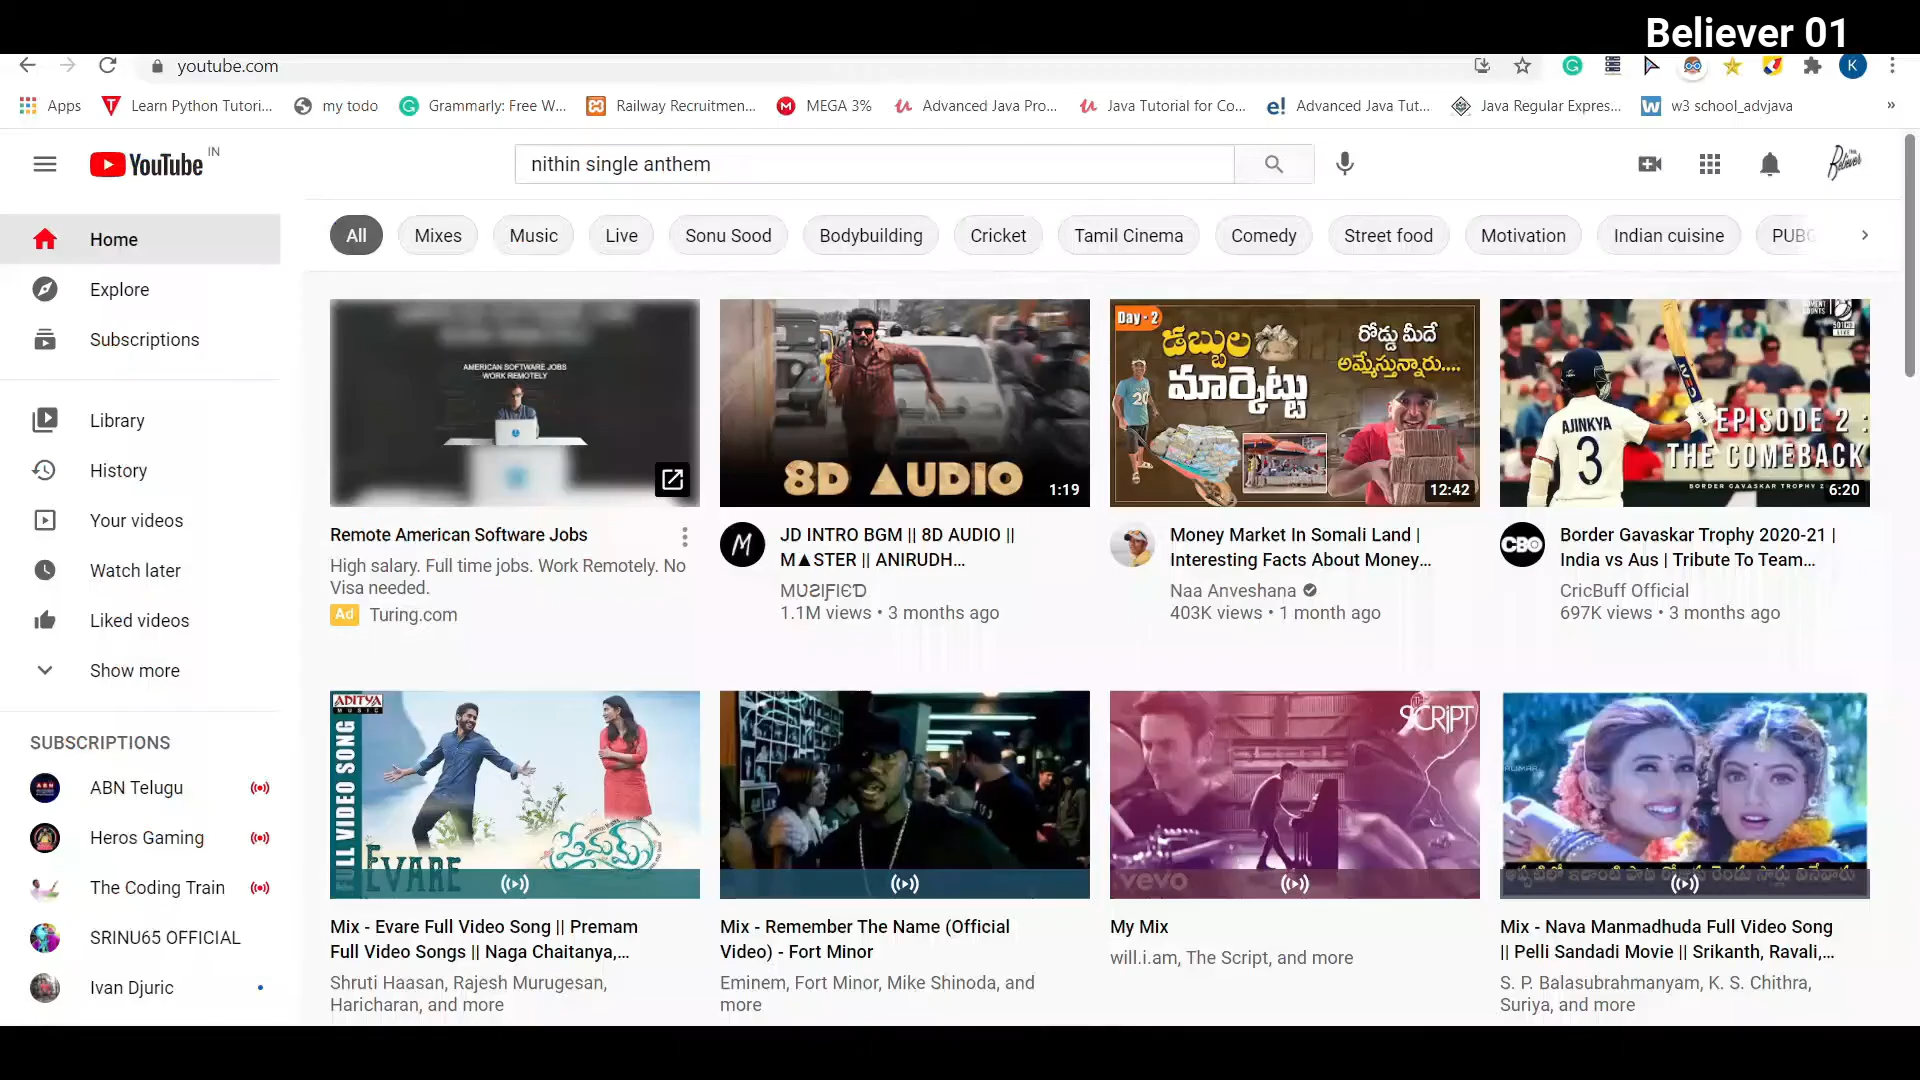 Believer 01
youtube.com
K
Apps
Learn Python Tutori...
my todo
Grammarly: Free W...
Railway Recruitmen...
MEGA 3%
Advanced Java Pro...
Java Tutorial for Co...
Advanced Java Tut...
Java Regular Expres...
w3 school_advjava
»
YouTube IN
nithin single anthem
Believer
All
Mixes
Music
Live
Sonu Sood
Bodybuilding
Cricket
Tamil Cinema
Comedy
Street food
Motivation
Indian cuisine
PUBG
Home
Explore
Subscriptions
Library
History
Your videos
Watch later
Liked videos
Show more
SUBSCRIPTIONS
ABN Telugu
Heros Gaming
The Coding Train
SRINU65 OFFICIAL
Ivan Djuric
AMERICAN SOFTWARE JOBS
WORK REMOTELY
Remote American Software Jobs
High salary. Full time jobs. Work Remotely. No
Visa needed.
Ad Turing.com
8D AUDIO
1:19
JD INTRO BGM || 8D AUDIO ||
M▲STER || ANIRUDH...
1.1M views • 3 months ago
Day - 2
డబ్బుల
మార్కెట్టు
రోడ్డు మీదే
అమ్మేస్తున్నారు....
20
12:42
Money Market In Somali Land |
Interesting Facts About Money...
Naa Anveshana
403K views • 1 month ago
AJINKYA
3
EPISODE 2 :
THE COMEBACK
6:20
CBO
Border Gavaskar Trophy 2020-21 |
India vs Aus | Tribute To Team...
CricBuff Official
697K views • 3 months ago
ADITYA
MUSIC
FULL VIDEO SONG
EVARE
ప్రేమమ్
Mix - Evare Full Video Song || Premam
Full Video Songs || Naga Chaitanya,...
Shruti Haasan, Rajesh Murugesan,
Haricharan, and more
Mix - Remember The Name (Official
Video) - Fort Minor
Eminem, Fort Minor, Mike Shinoda, and
more
THE SCRIPT
vevo
My Mix
will.i.am, The Script, and more
Mix - Nava Manmadhuda Full Video Song
|| Pelli Sandadi Movie || Srikanth, Ravali,...
S. P. Balasubrahmanyam, K. S. Chithra,
Suriya, and more